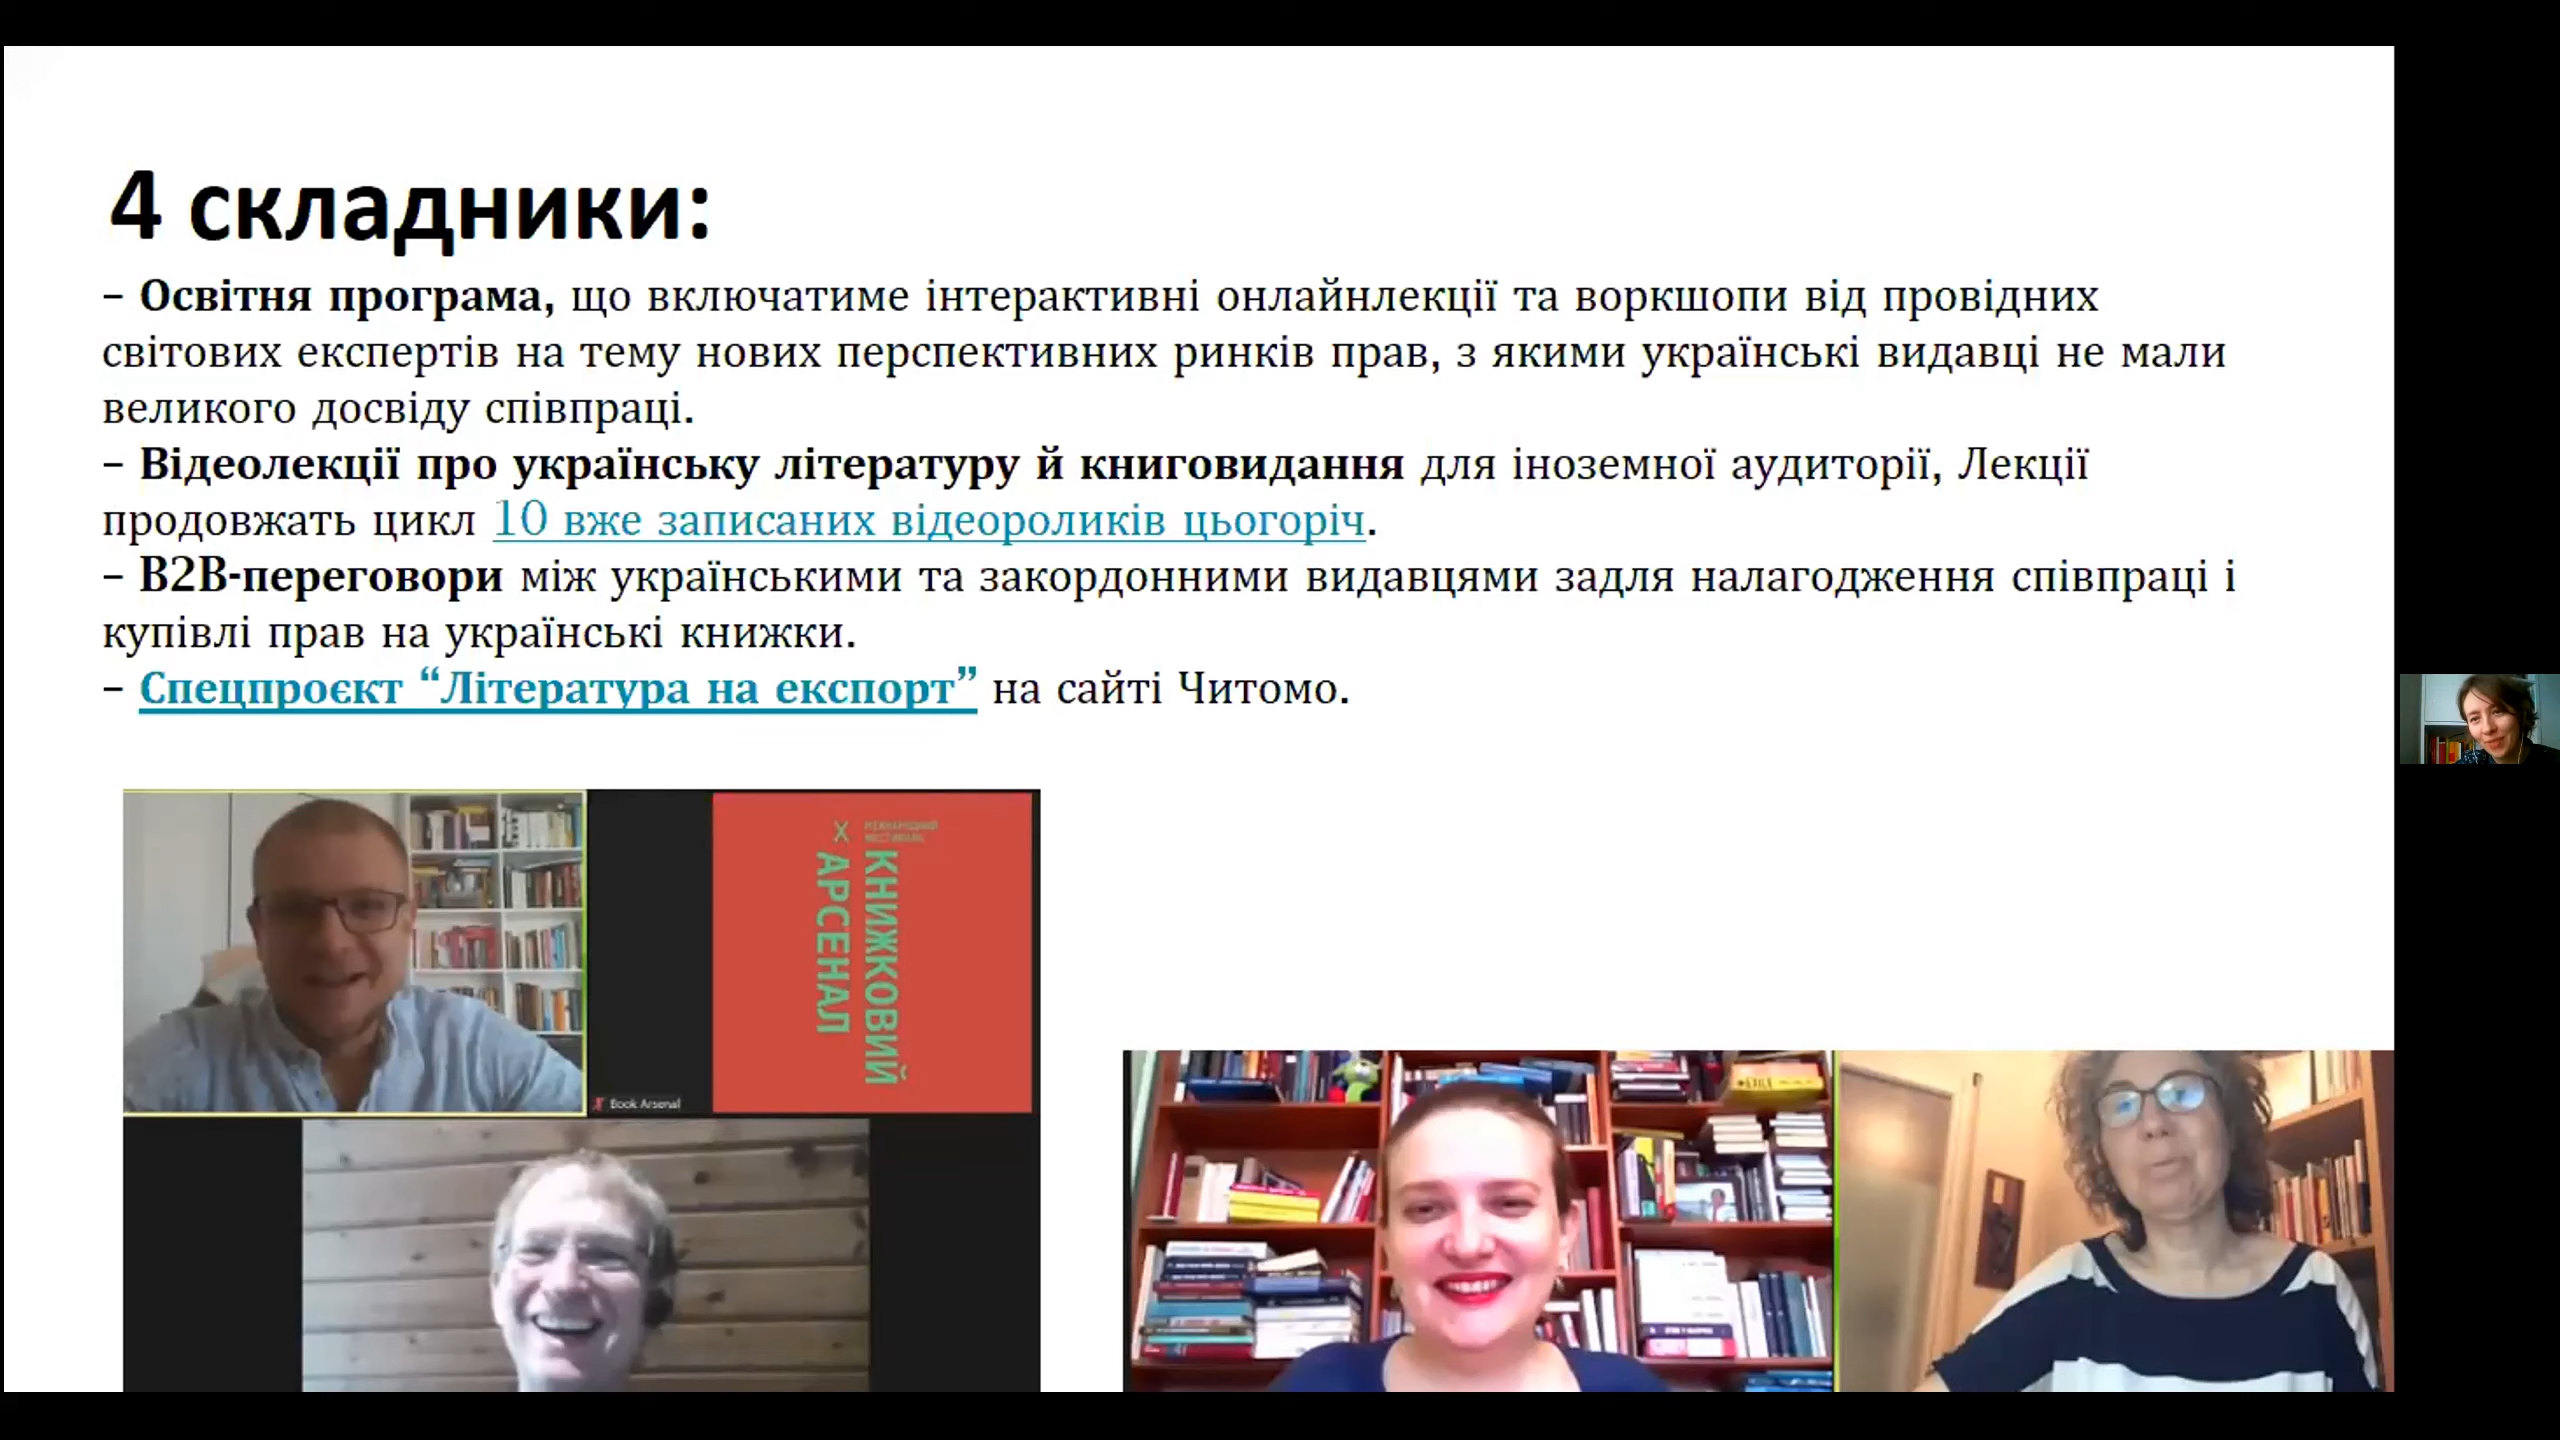 4 складники:
– Освітня програма, що включатиме інтерактивні онлайнлекції та воркшопи від провідних
світових експертів на тему нових перспективних ринків прав, з якими українські видавці не мали
великого досвіду співпраці.
– Відеолекції про українську літературу й книговидання для іноземної аудиторії, Лекції
продовжать цикл 10 вже записаних відеороликів цьогоріч.
– B2B-переговори між українськими та закордонними видавцями задля налагодження співпраці і
купівлі прав на українські книжки.
– Спецпроєкт “Література на експорт” на сайті Читомо.
X МІЖНАРОДНИЙ
ФЕСТИВАЛЬ
КНИЖКОВИЙ
АРСЕНАЛ
Book Arsenal